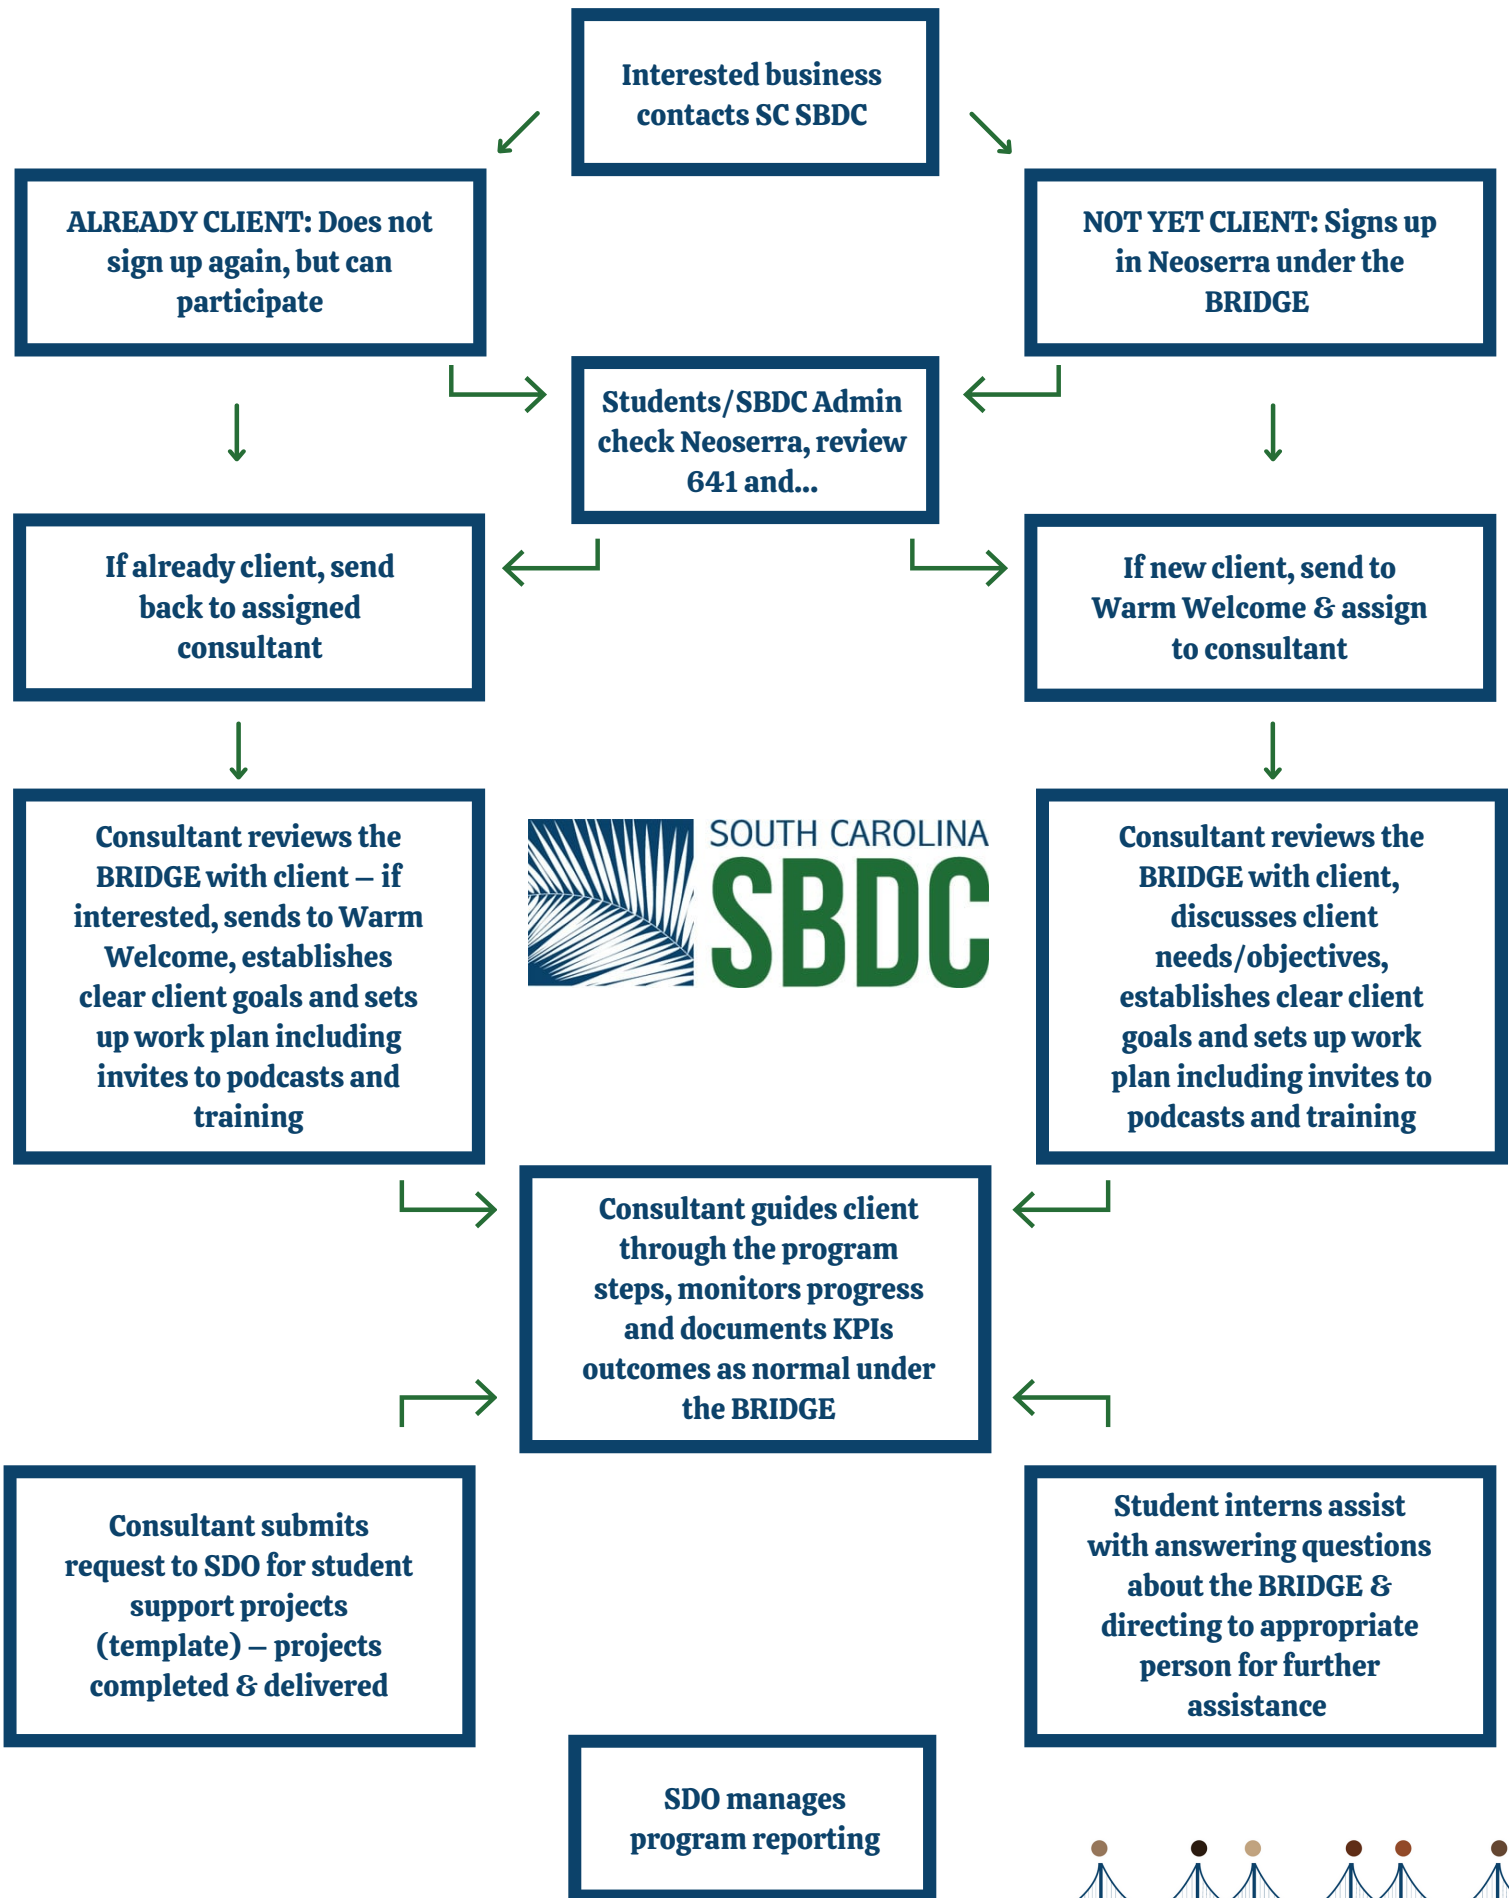 Interested business
contacts SC SBDC
ALREADY CLIENT: Does not
sign up again, but can
participate
NOT YET CLIENT: Signs up
in Neoserra under the
BRIDGE
Students/SBDC Admin
check Neoserra, review
641 and...
If already client, send
back to assigned
consultant
If new client, send to
Warm Welcome & assign
to consultant
Consultant reviews the
BRIDGE with client – if
interested, sends to Warm
Welcome, establishes
clear client goals and sets
up work plan including
invites to podcasts and
training
SOUTH CAROLINA
SBDC
Consultant reviews the
BRIDGE with client,
discusses client
needs/objectives,
establishes clear client
goals and sets up work
plan including invites to
podcasts and training
Consultant guides client
through the program
steps, monitors progress
and documents KPIs
outcomes as normal under
the BRIDGE
Consultant submits
request to SDO for student
support projects
(template) – projects
completed & delivered
Student interns assist
with answering questions
about the BRIDGE &
directing to appropriate
person for further
assistance
SDO manages
program reporting